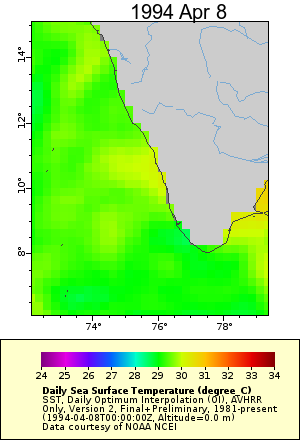 1994 Apr 8
14°
12°
10°
8°
74° 76° 78°
24 25 26 27 28 29 30 31 32 33 34
Daily Sea Surface Temperature (degree_C)
SST, Daily Optimum Interpolation (OI), AVHRR
Only, Version 2, Final+Preliminary, 1981-present
(1994-04-08T00:00:00Z, Altitude=0.0 m)
Data courtesy of NOAA NCEI